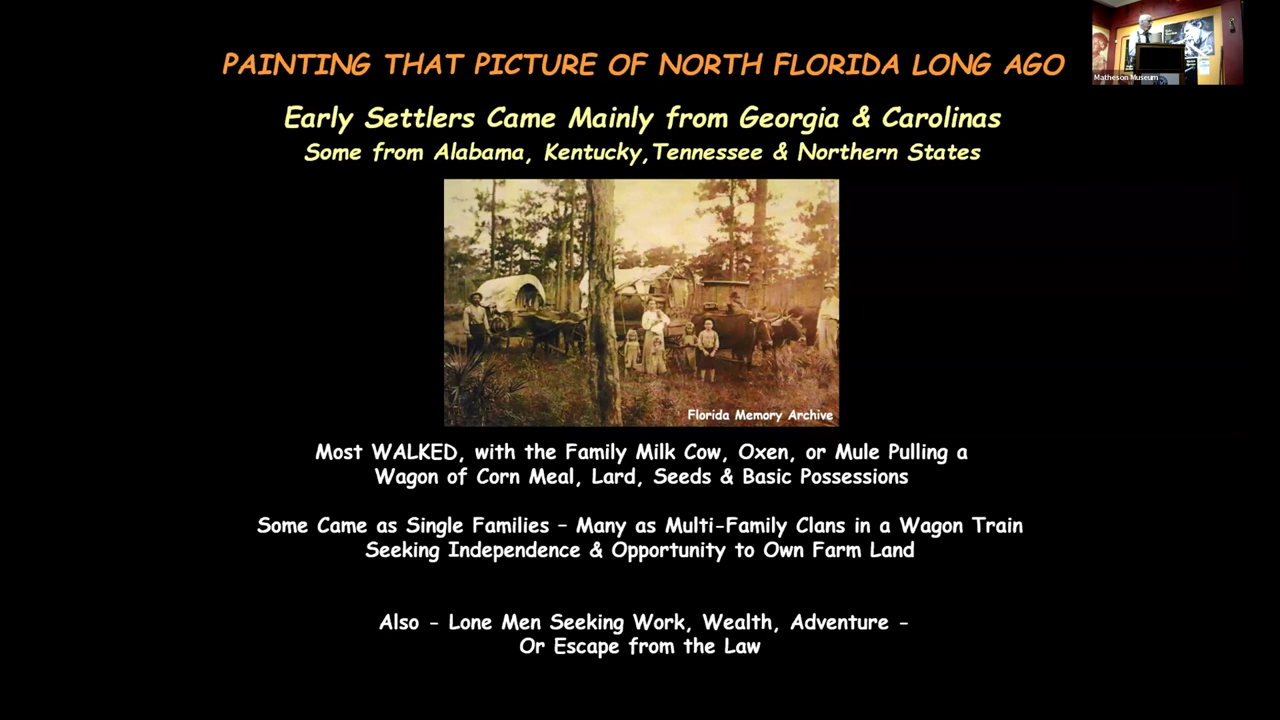 PAINTING THAT PICTURE OF NORTH FLORIDA LONG AGO
Matheson Museum
Early Settlers Came Mainly from Georgia & Carolinas
Some from Alabama, Kentucky,Tennessee & Northern States
Florida Memory Archive
Most WALKED, with the Family Milk Cow, Oxen, or Mule Pulling a
Wagon of Corn Meal, Lard, Seeds & Basic Possessions
Some Came as Single Families - Many as Multi-Family Clans in a Wagon Train
Seeking Independence & Opportunity to Own Farm Land
Also - Lone Men Seeking Work, Wealth, Adventure -
Or Escape from the Law